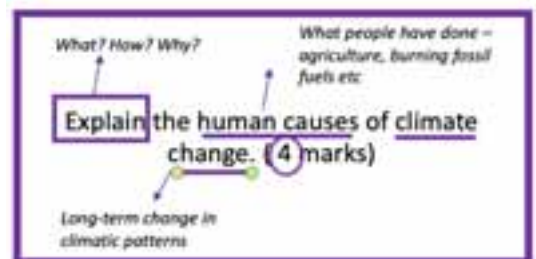 What? How? Why?
What people have done –
agriculture, burning fossil
fuels etc
Explain the human causes of climate
change. (4 marks)
Long-term change in
climatic patterns